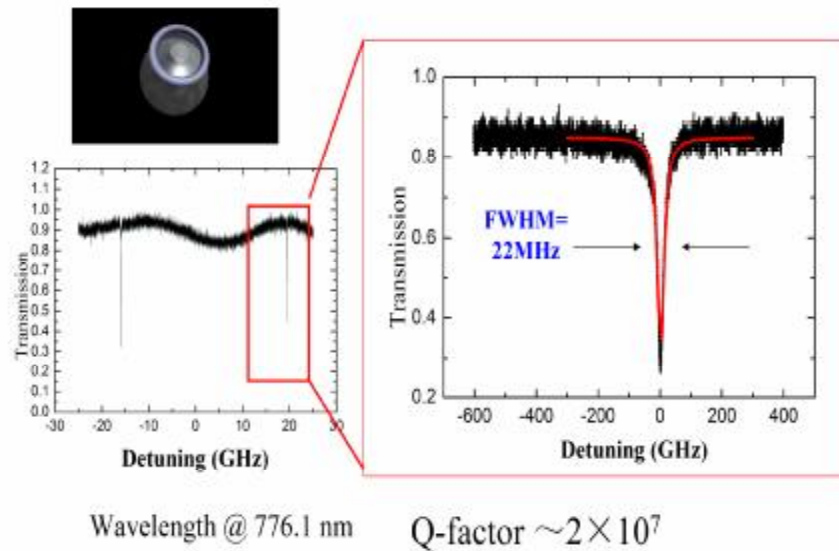 1.2
1.1
1.0
0.9
0.8
0.7
0.6
0.5
0.4
0.3
0.2
0.1
0.0
Transmission
-30 -20 -10 0 10 20 30
Detuning (GHz)
1.0
0.8
0.6
0.4
0.2
Transmission
FWHM=
22MHz
-600 -400 -200 0 200 400
Detuning (GHz)
Wavelength @ 776.1 nm
Q-factor ~2×10⁷